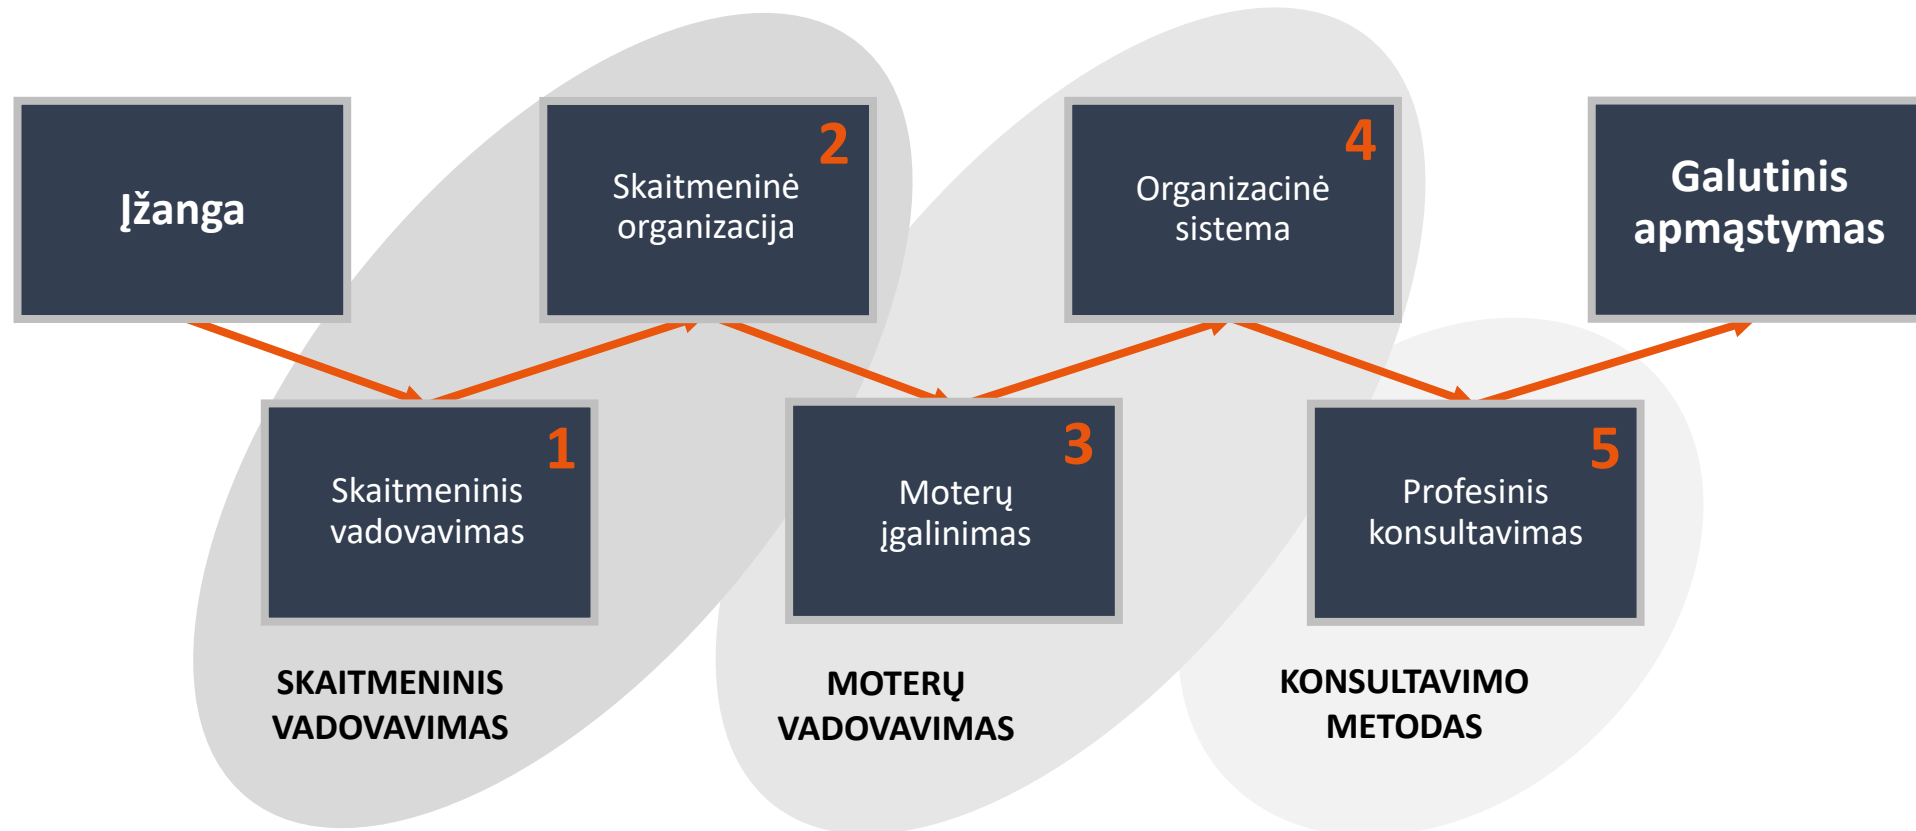 Įžanga
1
Skaitmeninis
vadovavimas
2
Skaitmeninė
organizacija
3
Moterų
įgalinimas
4
Organizacinė
sistema
5
Profesinis
konsultavimas
Galutinis
apmąstymas
SKAITMENINIS
VADOVAVIMAS
MOTERŲ
VADOVAVIMAS
KONSULTAVIMO
METODAS